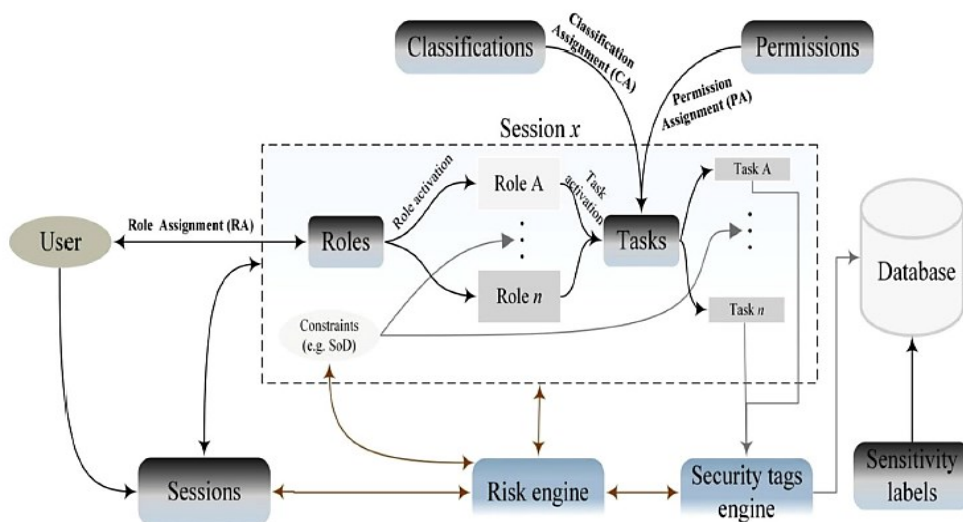 Classifications
Permissions
Classification
Assignment (CA)
Permission
Assignment (PA)
Session x
Role activation
Role A
Task
activation
Task A
User
Role Assignment (RA)
Roles
Tasks
Database
Role n
Task n
Constraints
(e.g. SoD)
Sessions
Risk engine
Security tags
engine
Sensitivity
labels